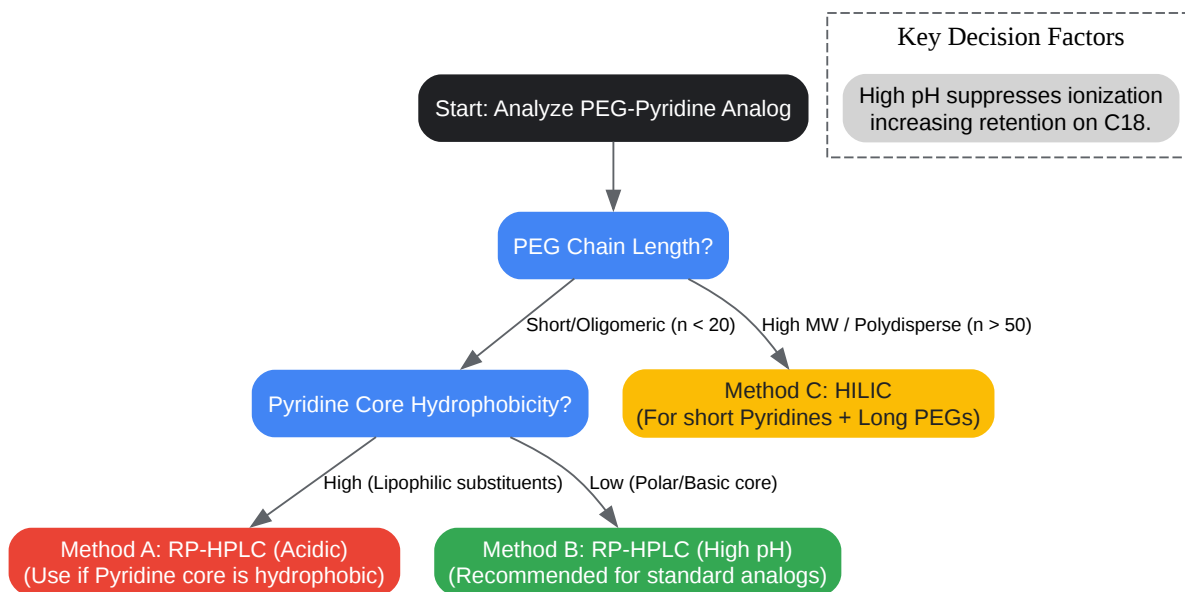 Key Decision Factors
High pH suppresses ionization
increasing retention on C18.
Start: Analyze PEG-Pyridine Analog
PEG Chain Length?
Short/Oligomeric (n < 20)
High MW / Polydisperse (n > 50)
Pyridine Core Hydrophobicity?
Method C: HILIC
(For short Pyridines + Long PEGs)
High (Lipophilic substituents)
Low (Polar/Basic core)
Method A: RP-HPLC (Acidic)
(Use if Pyridine core is hydrophobic)
Method B: RP-HPLC (High pH)
(Recommended for standard analogs)